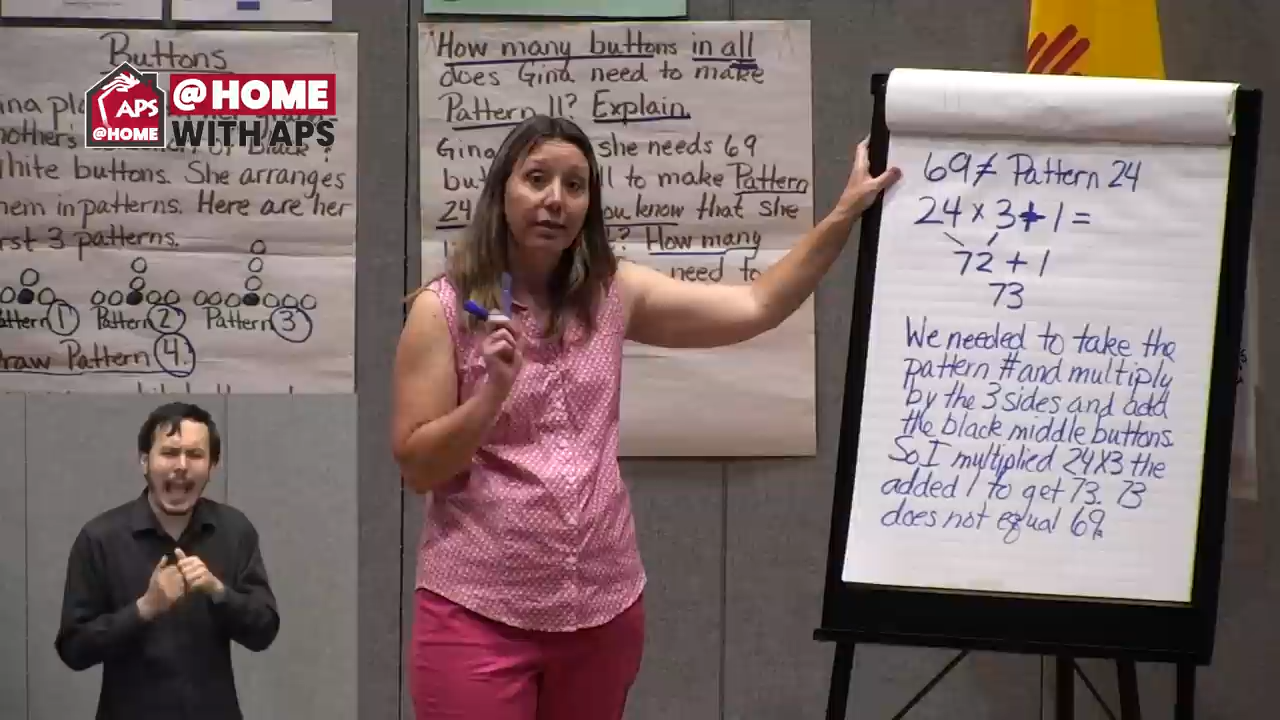 Buttons
APS
@HOME
@HOME
WITH APS
hite buttons. She arranges
hem in patterns. Here are her
rst 3 patterns.
attern 1 Pattern 2 Pattern 3
raw Pattern 4.
How many buttons in all
does Gina need to make
Pattern 11? Explain.
Gina she needs 69
but ll to make Pattern
24 ou know that she
? How many
need to
69≠ Pattern 24
24 x 3 + 1 =
72 + 1
73
We needed to take the
pattern # and multiply
by the 3 sides and add
the black middle buttons.
So I multiplied 24X3 the
added 1 to get 73. 73
does not equal 69.